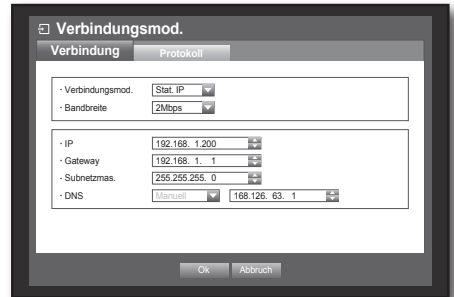 Verbindungsmod.
Verbindung Protokoll
· Verbindungsmod. Stat. IP
· Bandbreite 2Mbps
· IP 192.168. 1.200
· Gateway 192.168. 1. 1
· Subnetzmas. 255.255.255. 0
· DNS Manuell 168.126. 63. 1
Ok Abbruch